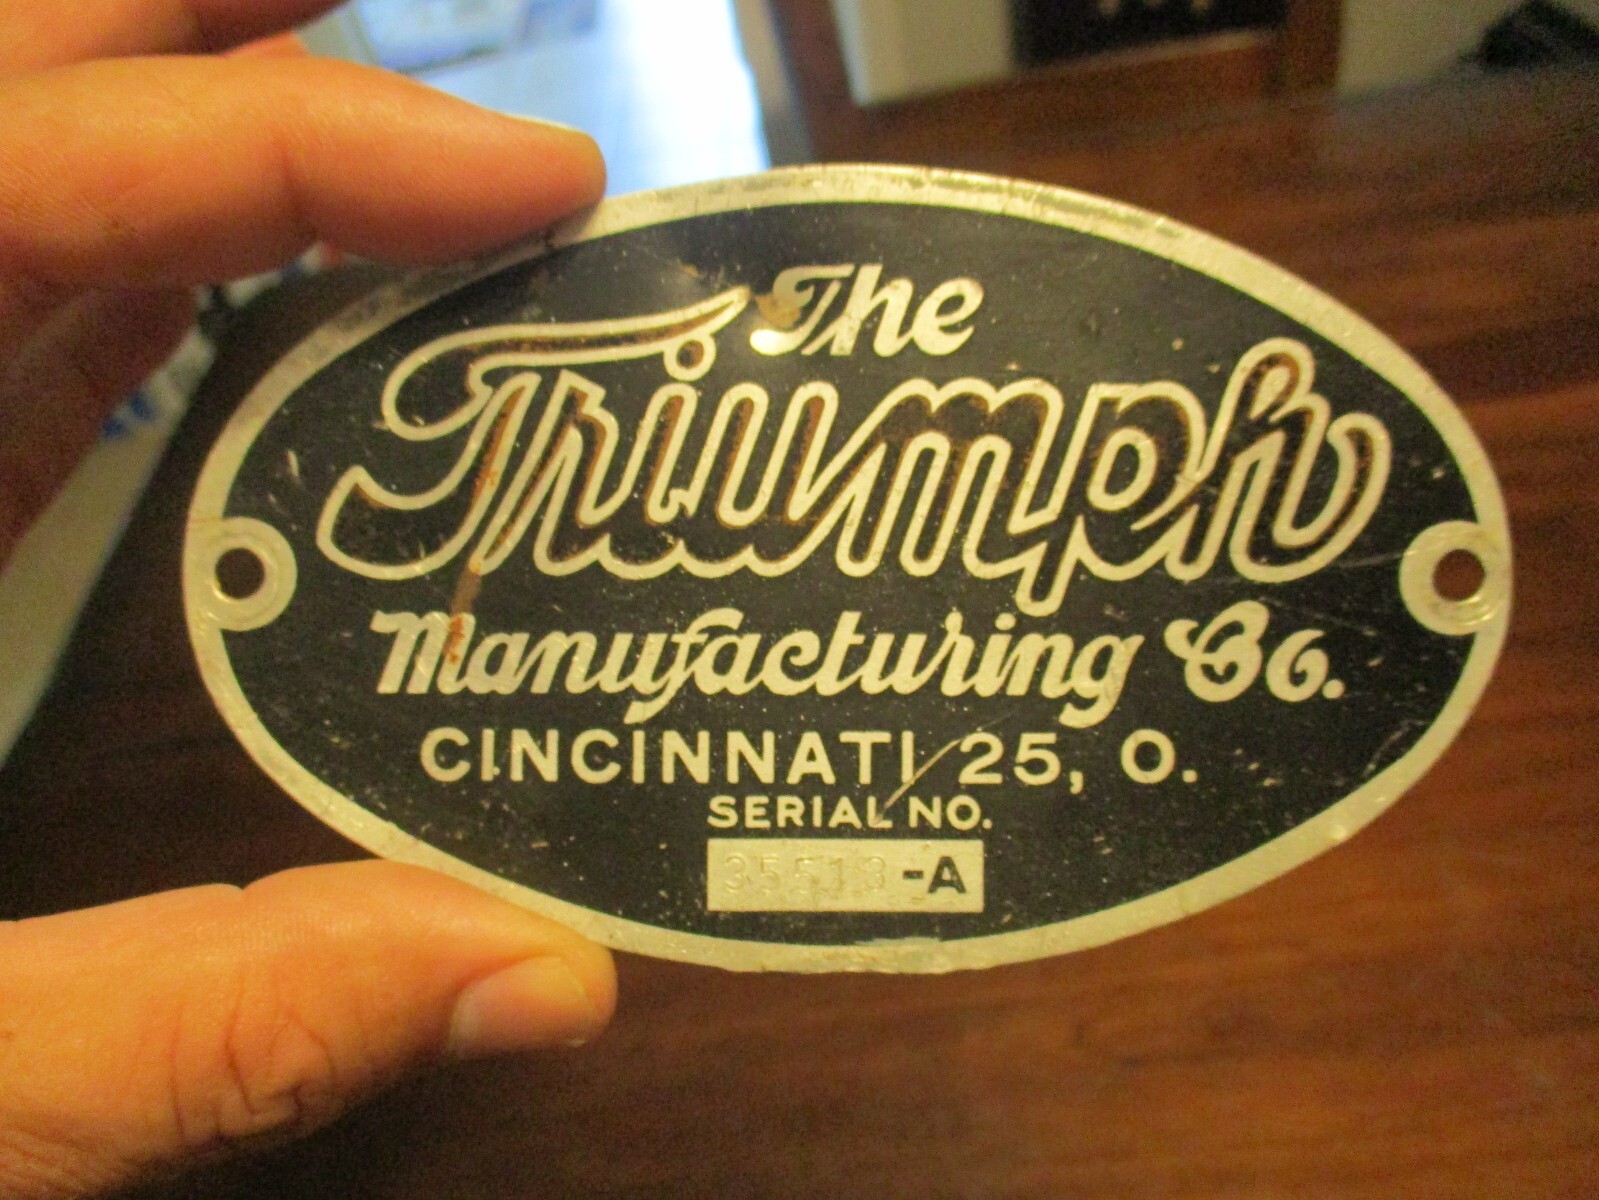 The
Triumph
Manufacturing Co.
CINCINNATI 25, O.
SERIAL NO.
35513-A